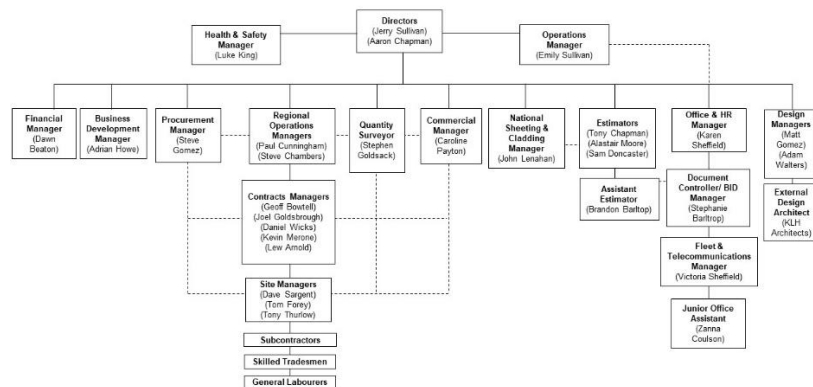 Directors
(Jerry Sullivan)
(Aaron Chapman)
Health & Safety
Manager
(Luke King)
Operations
Manager
(Emily Sullivan)
Financial
Manager
(Dawn
Beaton)
Business
Development
Manager
(Adrian Howe)
Procurement
Manager
(Steve
Gomez)
Regional
Operations
Managers
(Paul Cunningham)
(Steve Chambers)
Quantity
Surveyor
(Stephen
Goldsack)
Commercial
Manager
(Caroline
Payton)
National
Sheeting &
Cladding
Manager
(John Lenahan)
Estimators
(Tony Chapman)
(Alastair Moore)
(Sam Doncaster)
Office & HR
Manager
(Karen
Sheffield)
Design
Managers
(Matt
Gomez)
(Adam
Walters)
Contracts Managers
(Geoff Bowtell)
(Joel Goldsbrough)
(Daniel Wicks)
(Kevin Merone)
(Lew Arnold)
Assistant
Estimator
(Brandon Barltop)
Document
Controller/ BID
Manager
(Stephanie
Barltrop)
External
Design
Architect
(KLH
Architects)
Fleet &
Telecommunications
Manager
(Victoria Sheffield)
Site Managers
(Dave Sargent)
(Tom Forey)
(Tony Thurlow)
Junior Office
Assistant
(Zanna
Coulson)
Subcontractors
Skilled Tradesmen
General Labourers